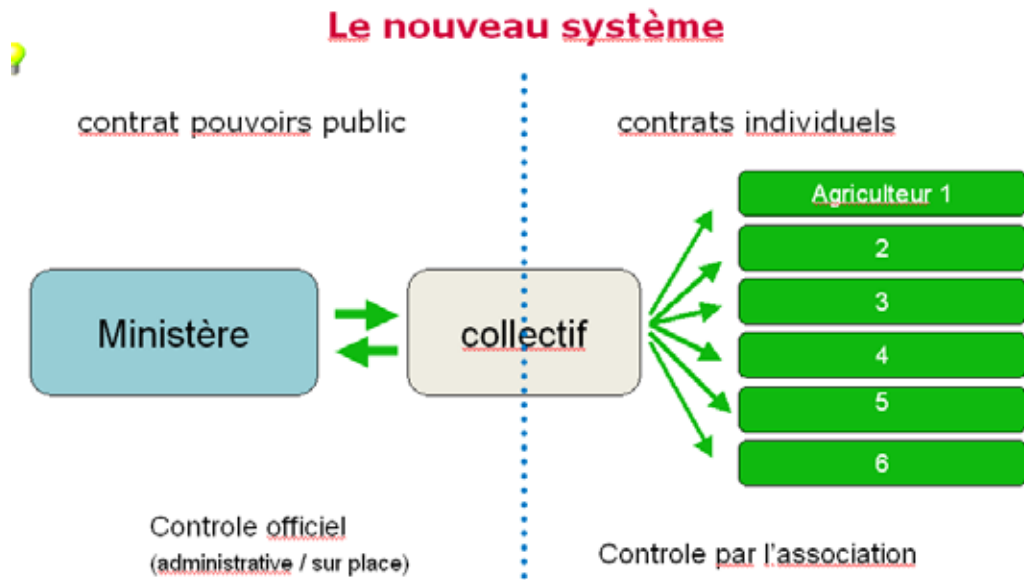 Le nouveau système
contrat pouvoirs public
contrats individuels
Agriculteur 1
2
3
4
5
6
Ministère
collectif
Controle officiel
(administrative / sur place)
Controle par l'association